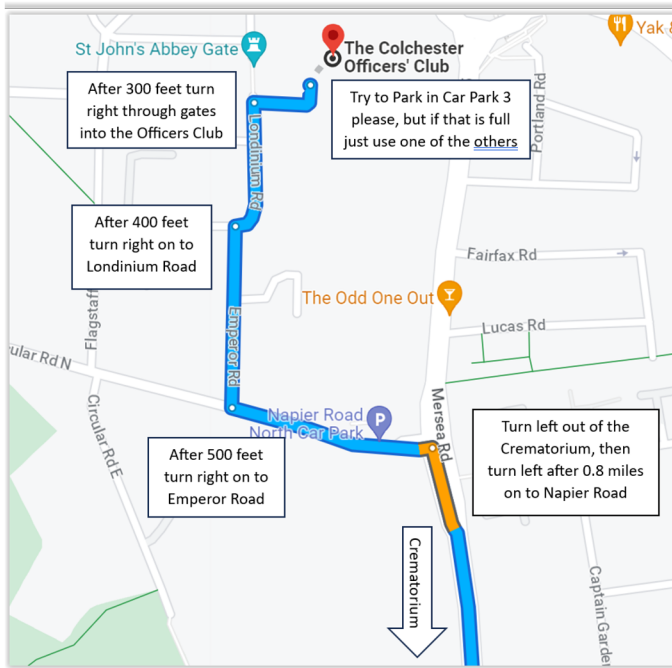 St John's Abbey Gate
The Colchester
Officers' Club
Yak &
After 300 feet turn
right through gates
into the Officers Club
Try to Park in Car Park 3
please, but if that is full
just use one of the others
Portland Rd
Londinium Rd
After 400 feet
turn right on to
Londinium Road
Fairfax Rd
Flagstaff
The Odd One Out
Lucas Rd
Emperor Rd
ular Rd N
Circular Rd E
Napier Road
North Car Park
Mersea Rd
Turn left out of the
Crematorium, then
turn left after 0.8 miles
on to Napier Road
After 500 feet
turn right on to
Emperor Road
Crematorium
Captain Garde
P